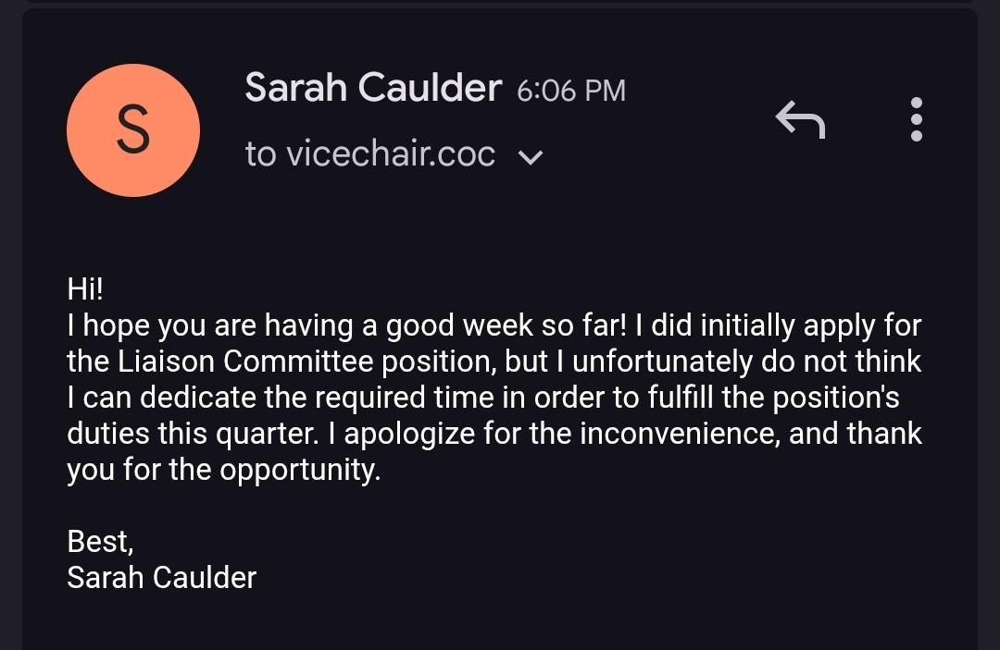 S
Sarah Caulder 6:06 PM
to vicechair.coc
Hi!
I hope you are having a good week so far! I did initially apply for
the Liaison Committee position, but I unfortunately do not think
I can dedicate the required time in order to fulfill the position's
duties this quarter. I apologize for the inconvenience, and thank
you for the opportunity.
Best,
Sarah Caulder